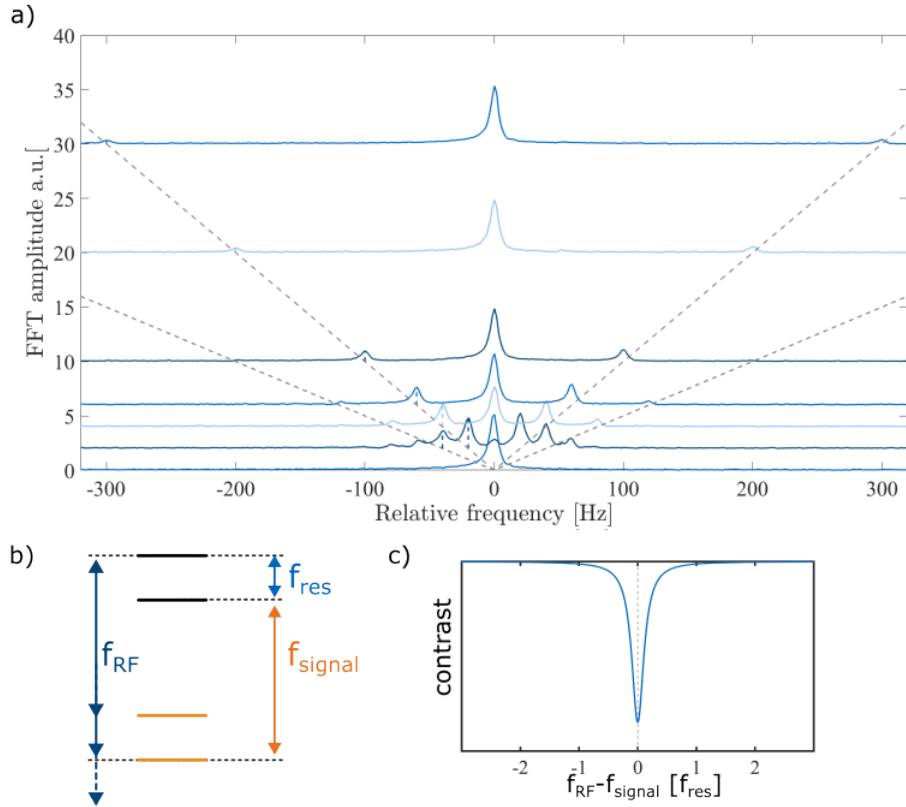 a)
40
35
30
25
20
15
10
5
0
FFT amplitude a.u.[
-300 -200 -100 0 100 200 300
Relative frequency [Hz]
b)
f_res
f_RF
f_signal
c)
contrast
-2 -1 0 1 2
f_RF-f_signal [f_res]